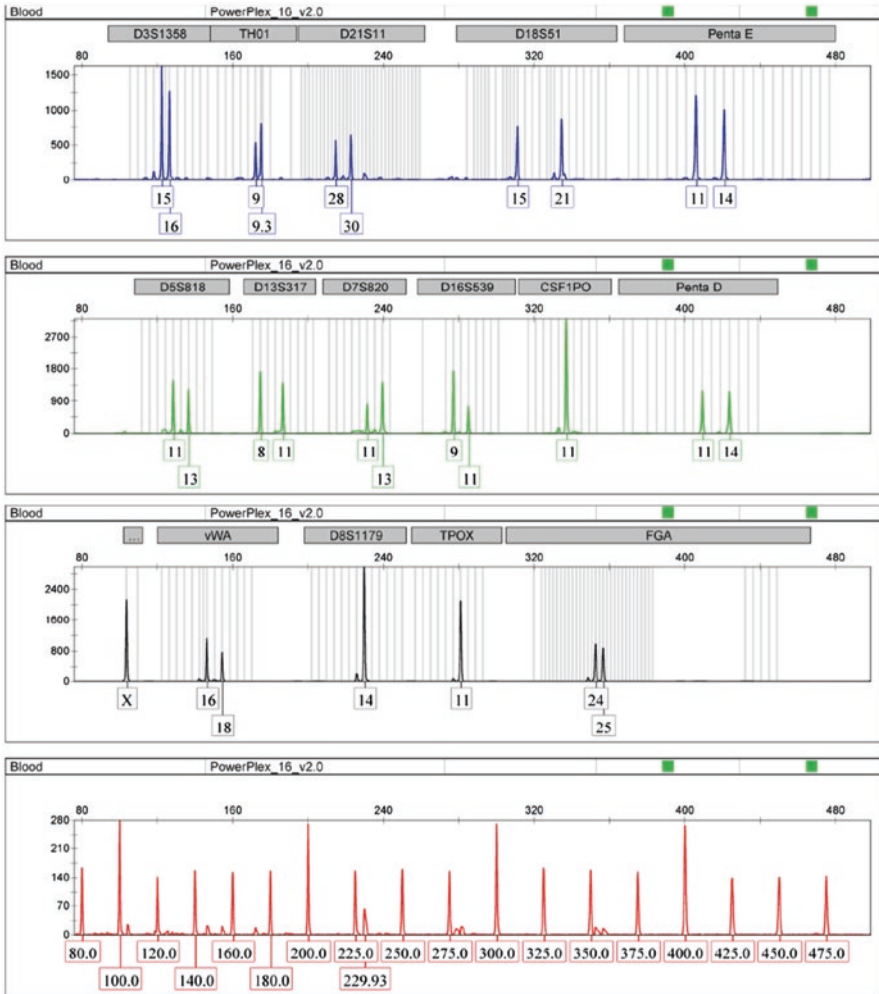 Blood PowerPlex_16_v2.0
D3S1358 TH01 D21S11 D18S51 Penta E
80 160 240 320 400 480
1500
1000
500
0
15 9 28 15 21 11 14
16 9.3 30
Blood PowerPlex_16_v2.0
D5S818 D13S317 D7S820 D16S539 CSF1PO Penta D
80 160 240 320 400 480
2700
1800
900
0
11 8 11 11 9 11 11 14
13 13 11
Blood PowerPlex_16_v2.0
... vWA D8S1179 TPOX FGA
80 160 240 320 400 480
2400
1600
800
0
X 16 14 11 24
18 25
Blood PowerPlex_16_v2.0
80 160 240 320 400 480
280
210
140
70
0
80.0 120.0 160.0 200.0 225.0 250.0 275.0 300.0 325.0 350.0 375.0 400.0 425.0 450.0 475.0
100.0 140.0 180.0 229.93